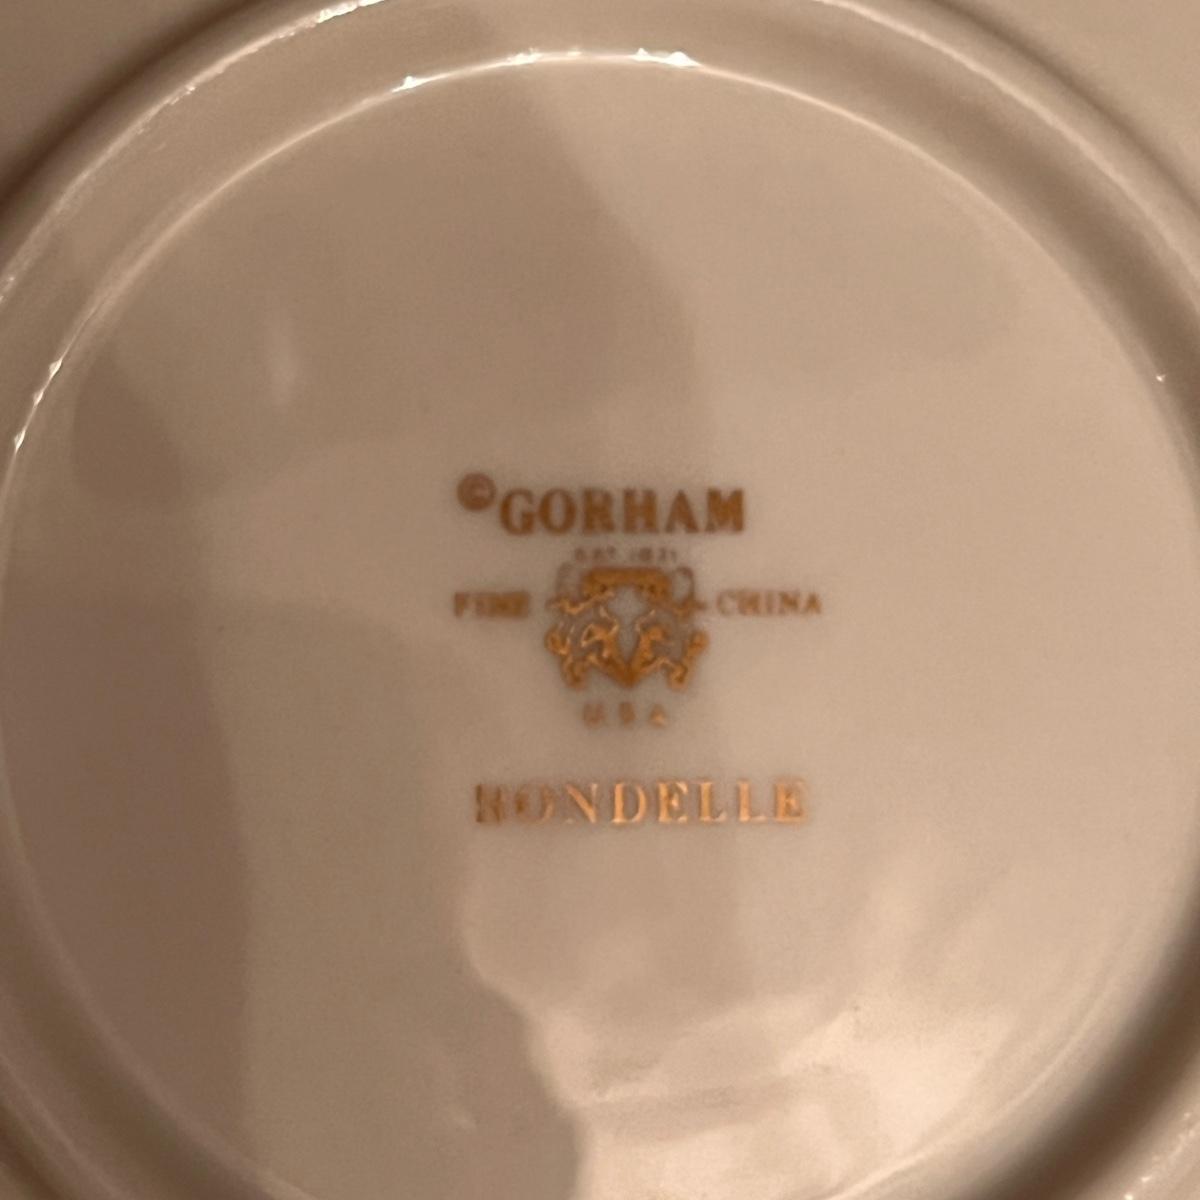 ©GORHAM
EST. 1831
FINE CHINA
U S A
RONDELLE